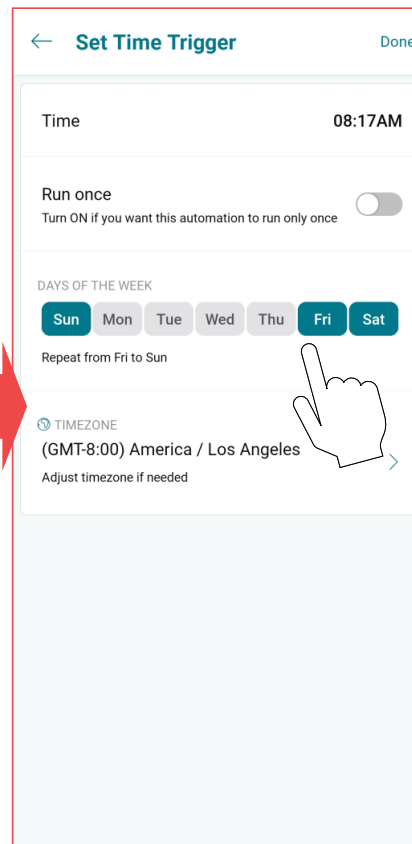 Set Time Trigger Done
Time 08:17AM
Run once
Turn ON if you want this automation to run only once
DAYS OF THE WEEK
Sun Mon Tue Wed Thu Fri Sat
Repeat from Fri to Sun
TIMEZONE
(GMT-8:00) America / Los Angeles
Adjust timezone if needed